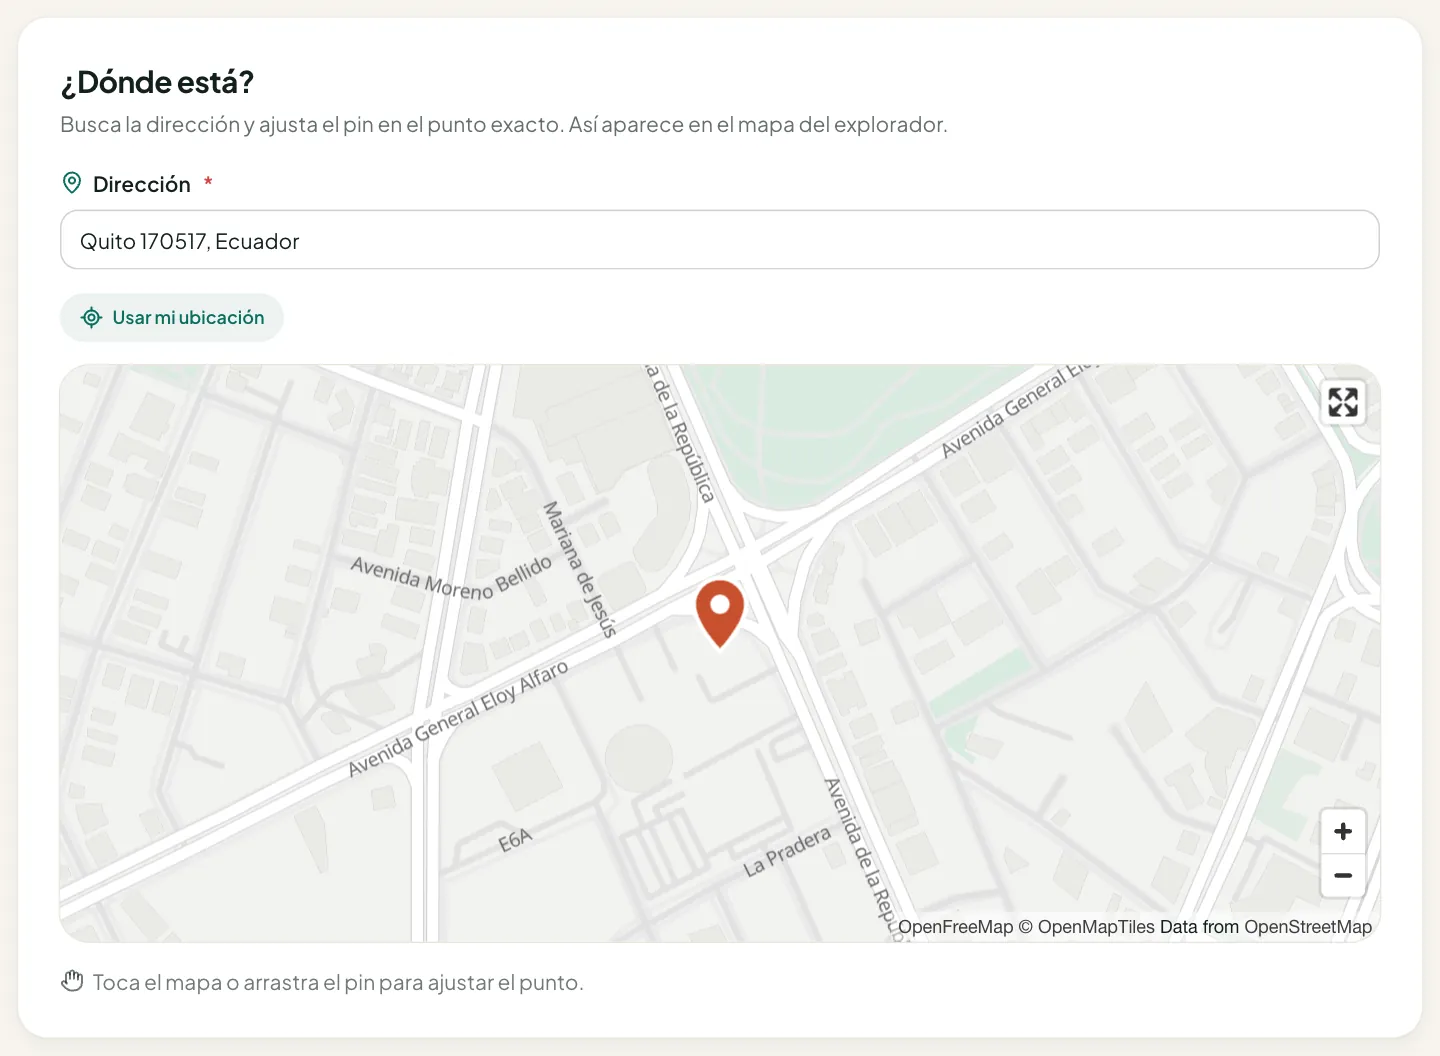 ¿Dónde está?
Busca la dirección y ajusta el pin en el punto exacto. Así aparece en el mapa del explorador.
Dirección *
Quito 170517, Ecuador
Usar mi ubicación
a de la República
Avenida General Eloy
Mariana de Jesús
Avenida Moreno Bellido
Avenida General Eloy Alfaro
E6A
La Pradera
Avenida de la Repúb
+
−
OpenFreeMap © OpenMapTiles Data from OpenStreetMap
Toca el mapa o arrastra el pin para ajustar el punto.